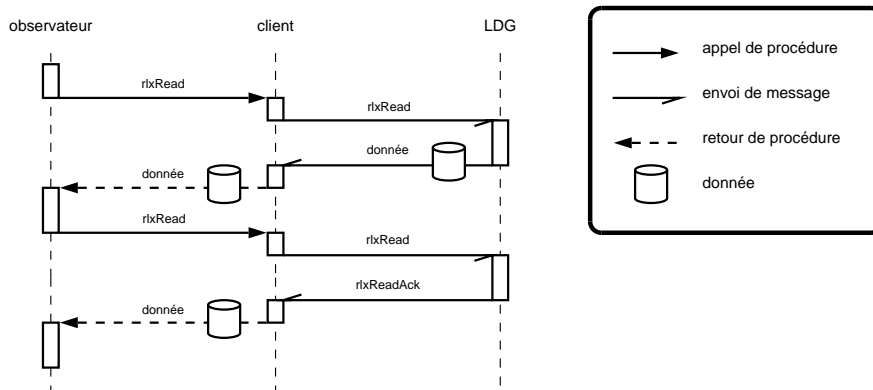 observateur
client
LDG
rlxRead
rlxRead
donnée
donnée
rlxRead
rlxRead
rlxReadAck
donnée
appel de procédure
envoi de message
retour de procédure
donnée